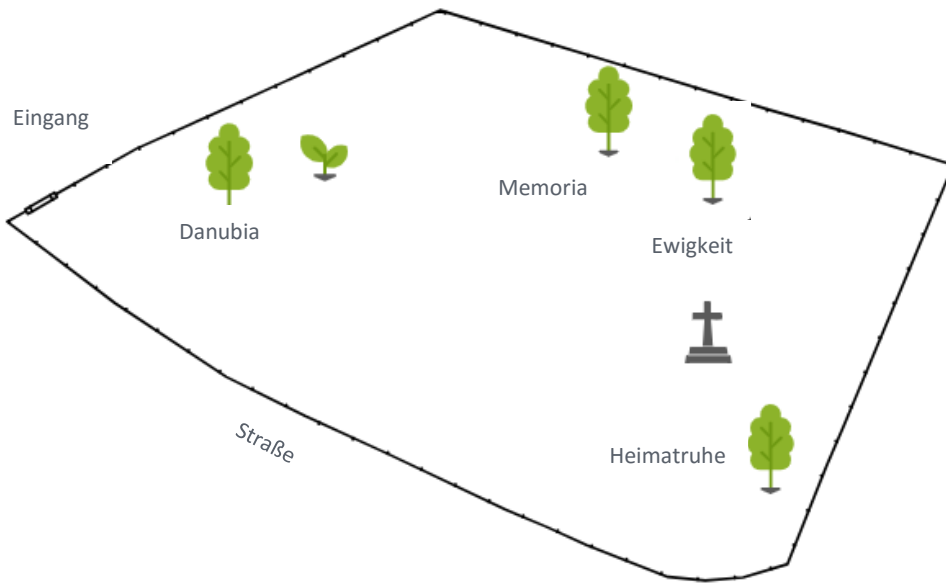 Eingang
Memoria
Danubia
Ewigkeit
Straße
Heimatruhe